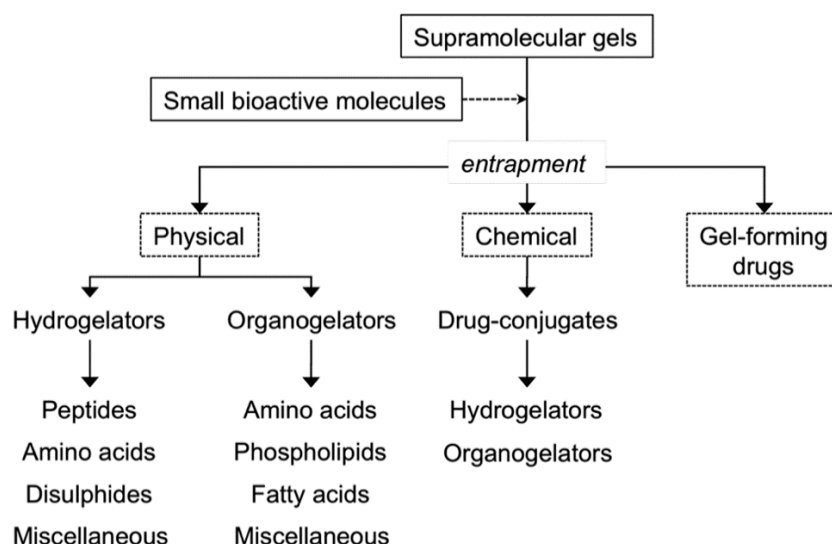 Supramolecular gels
Small bioactive molecules
entrapment
Physical
Chemical
Gel-forming
drugs
Hydrogelators
Organogelators
Drug-conjugates
Peptides
Amino acids
Disulphides
Miscellaneous
Amino acids
Phospholipids
Fatty acids
Miscellaneous
Hydrogelators
Organogelators